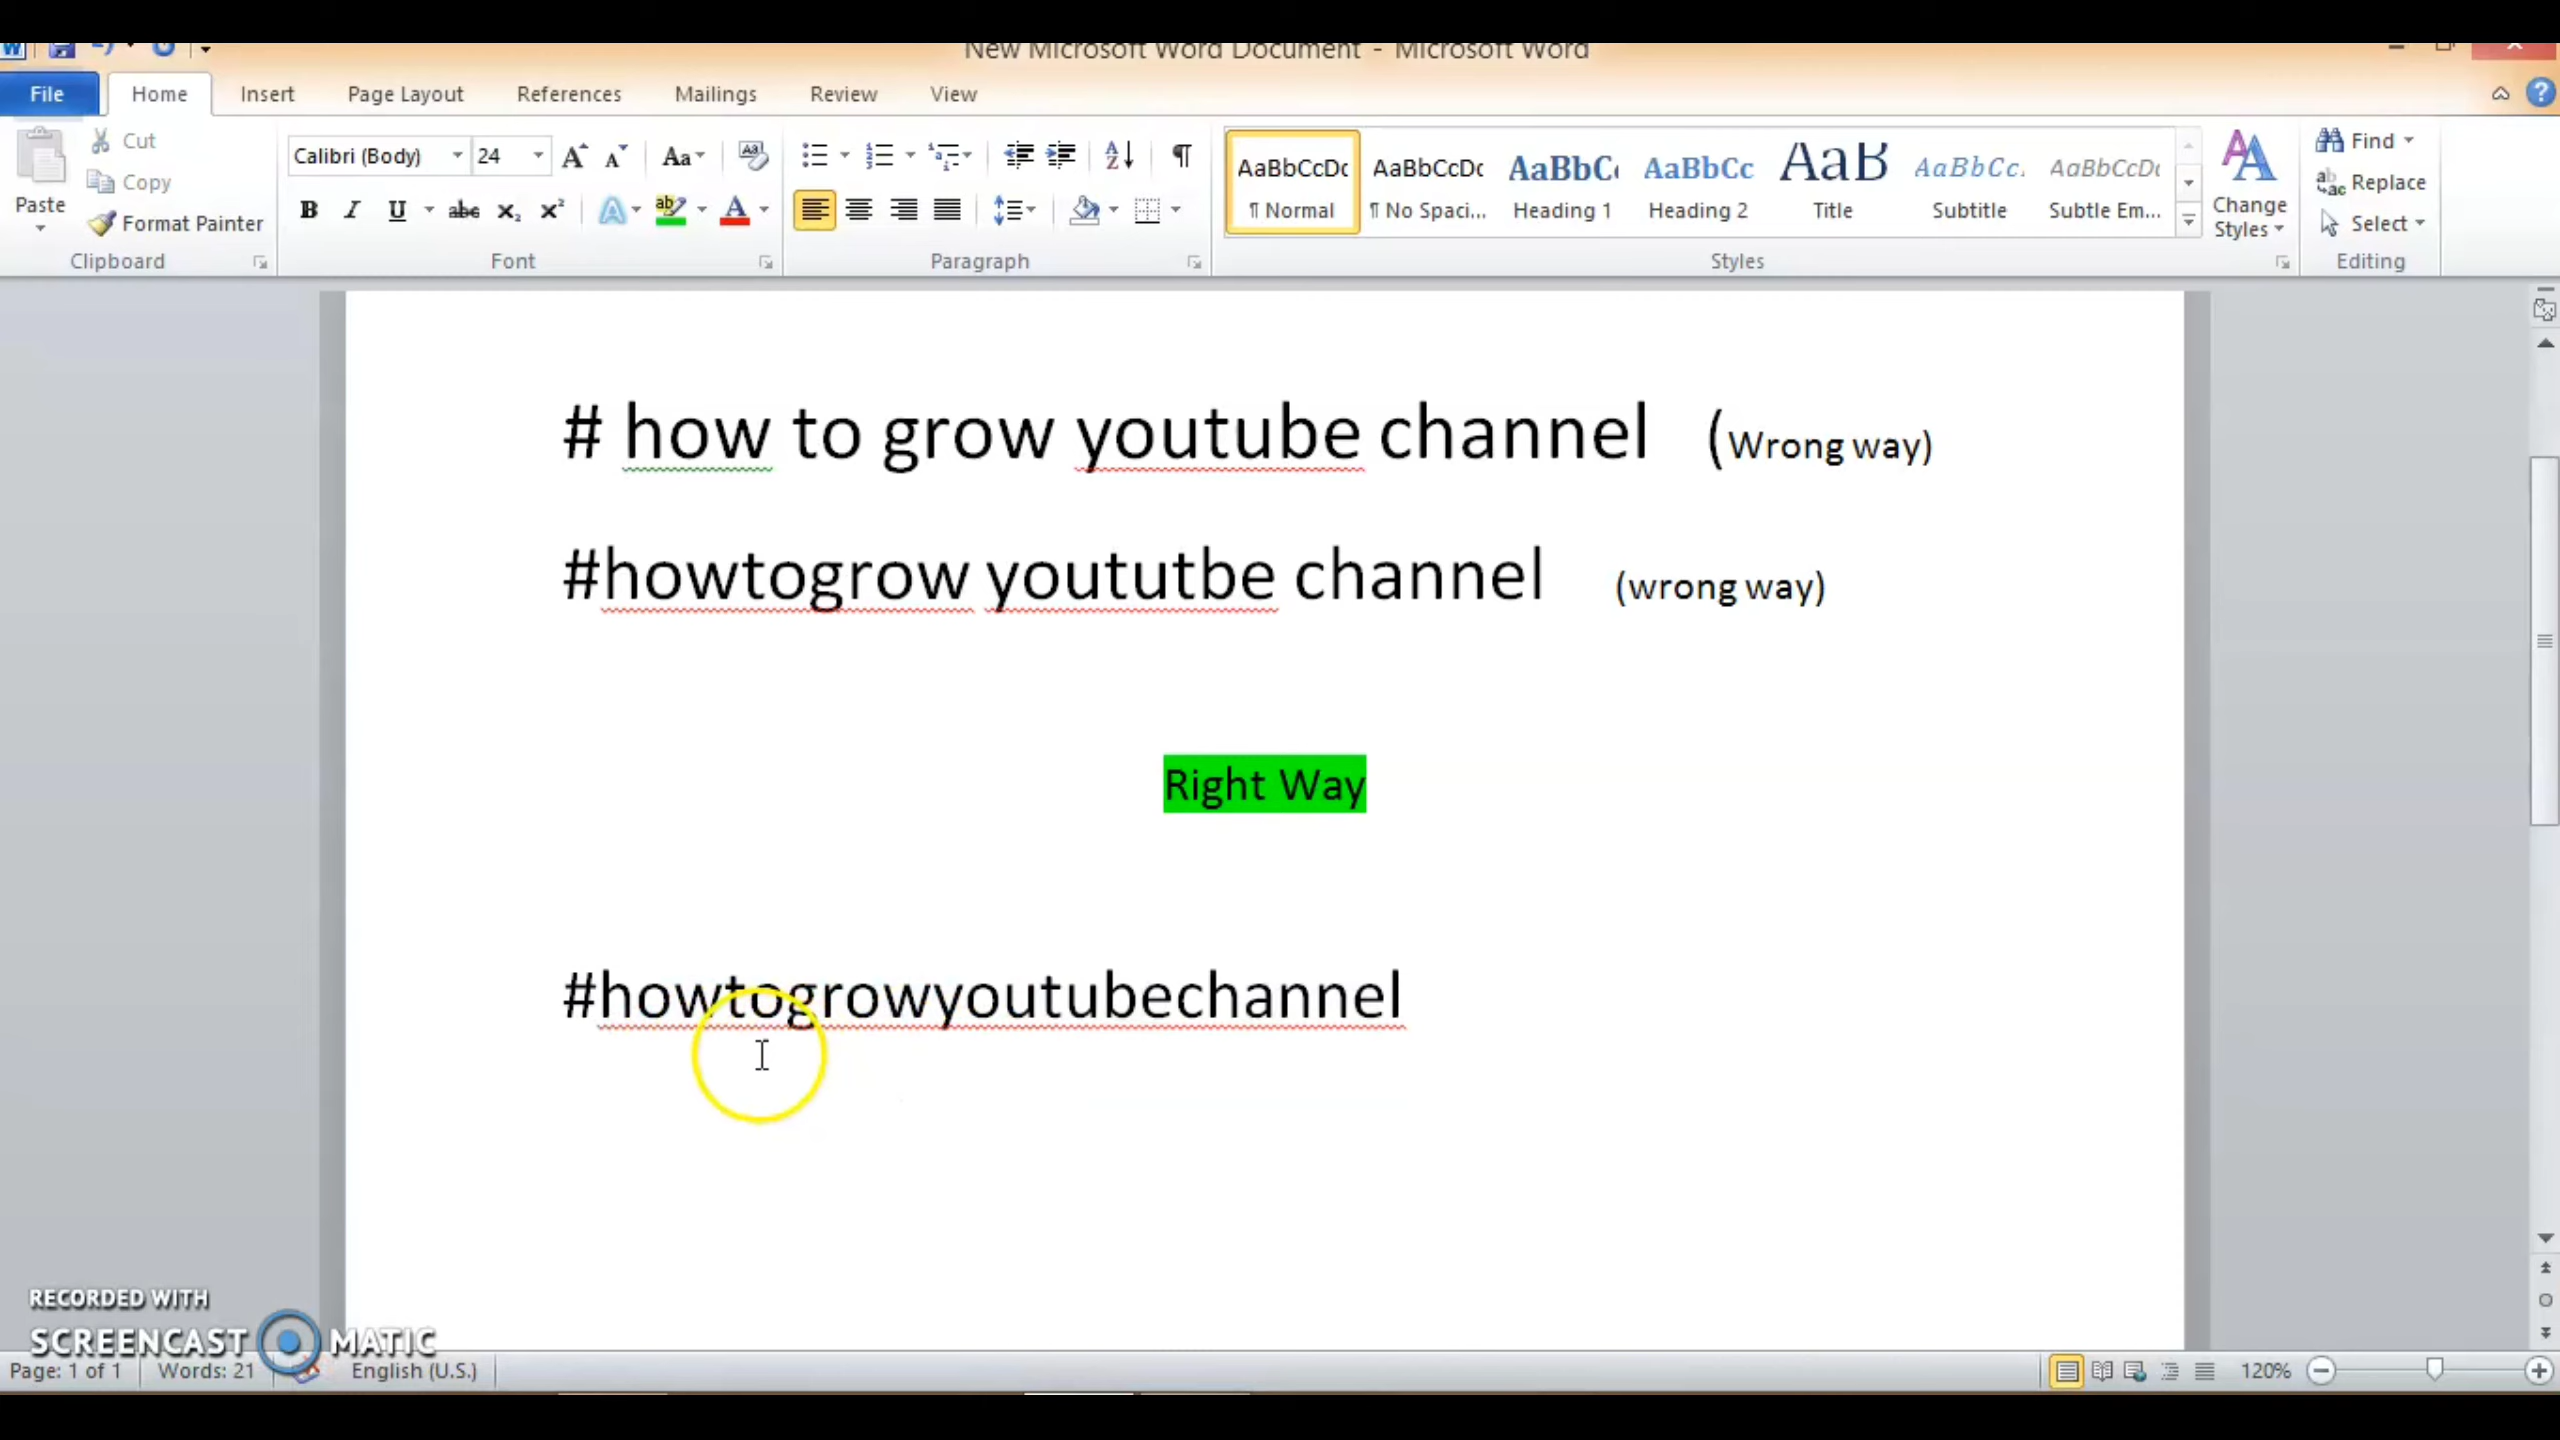 New Microsoft Word Document - Microsoft Word
File Home Insert Page Layout References Mailings Review View
Paste
Cut
Copy
Format Painter
Clipboard
Calibri (Body) 24
Font
Paragraph
AaBbCcDc AaBbCcDc AaBbC AaBbCc AaB AaBbCc. AaBbCcDc
¶ Normal ¶ No Spaci... Heading 1 Heading 2 Title Subtitle Subtle Em...
Styles
Change Styles
Find
Replace
Select
Editing
# how to grow youtube channel (Wrong way)
#howtogrow yoututbe channel (wrong way)
Right Way
#howtogrowyoutubechannel
RECORDED WITH
SCREENCAST MATIC
Page: 1 of 1 Words: 21 English (U.S.) 120%